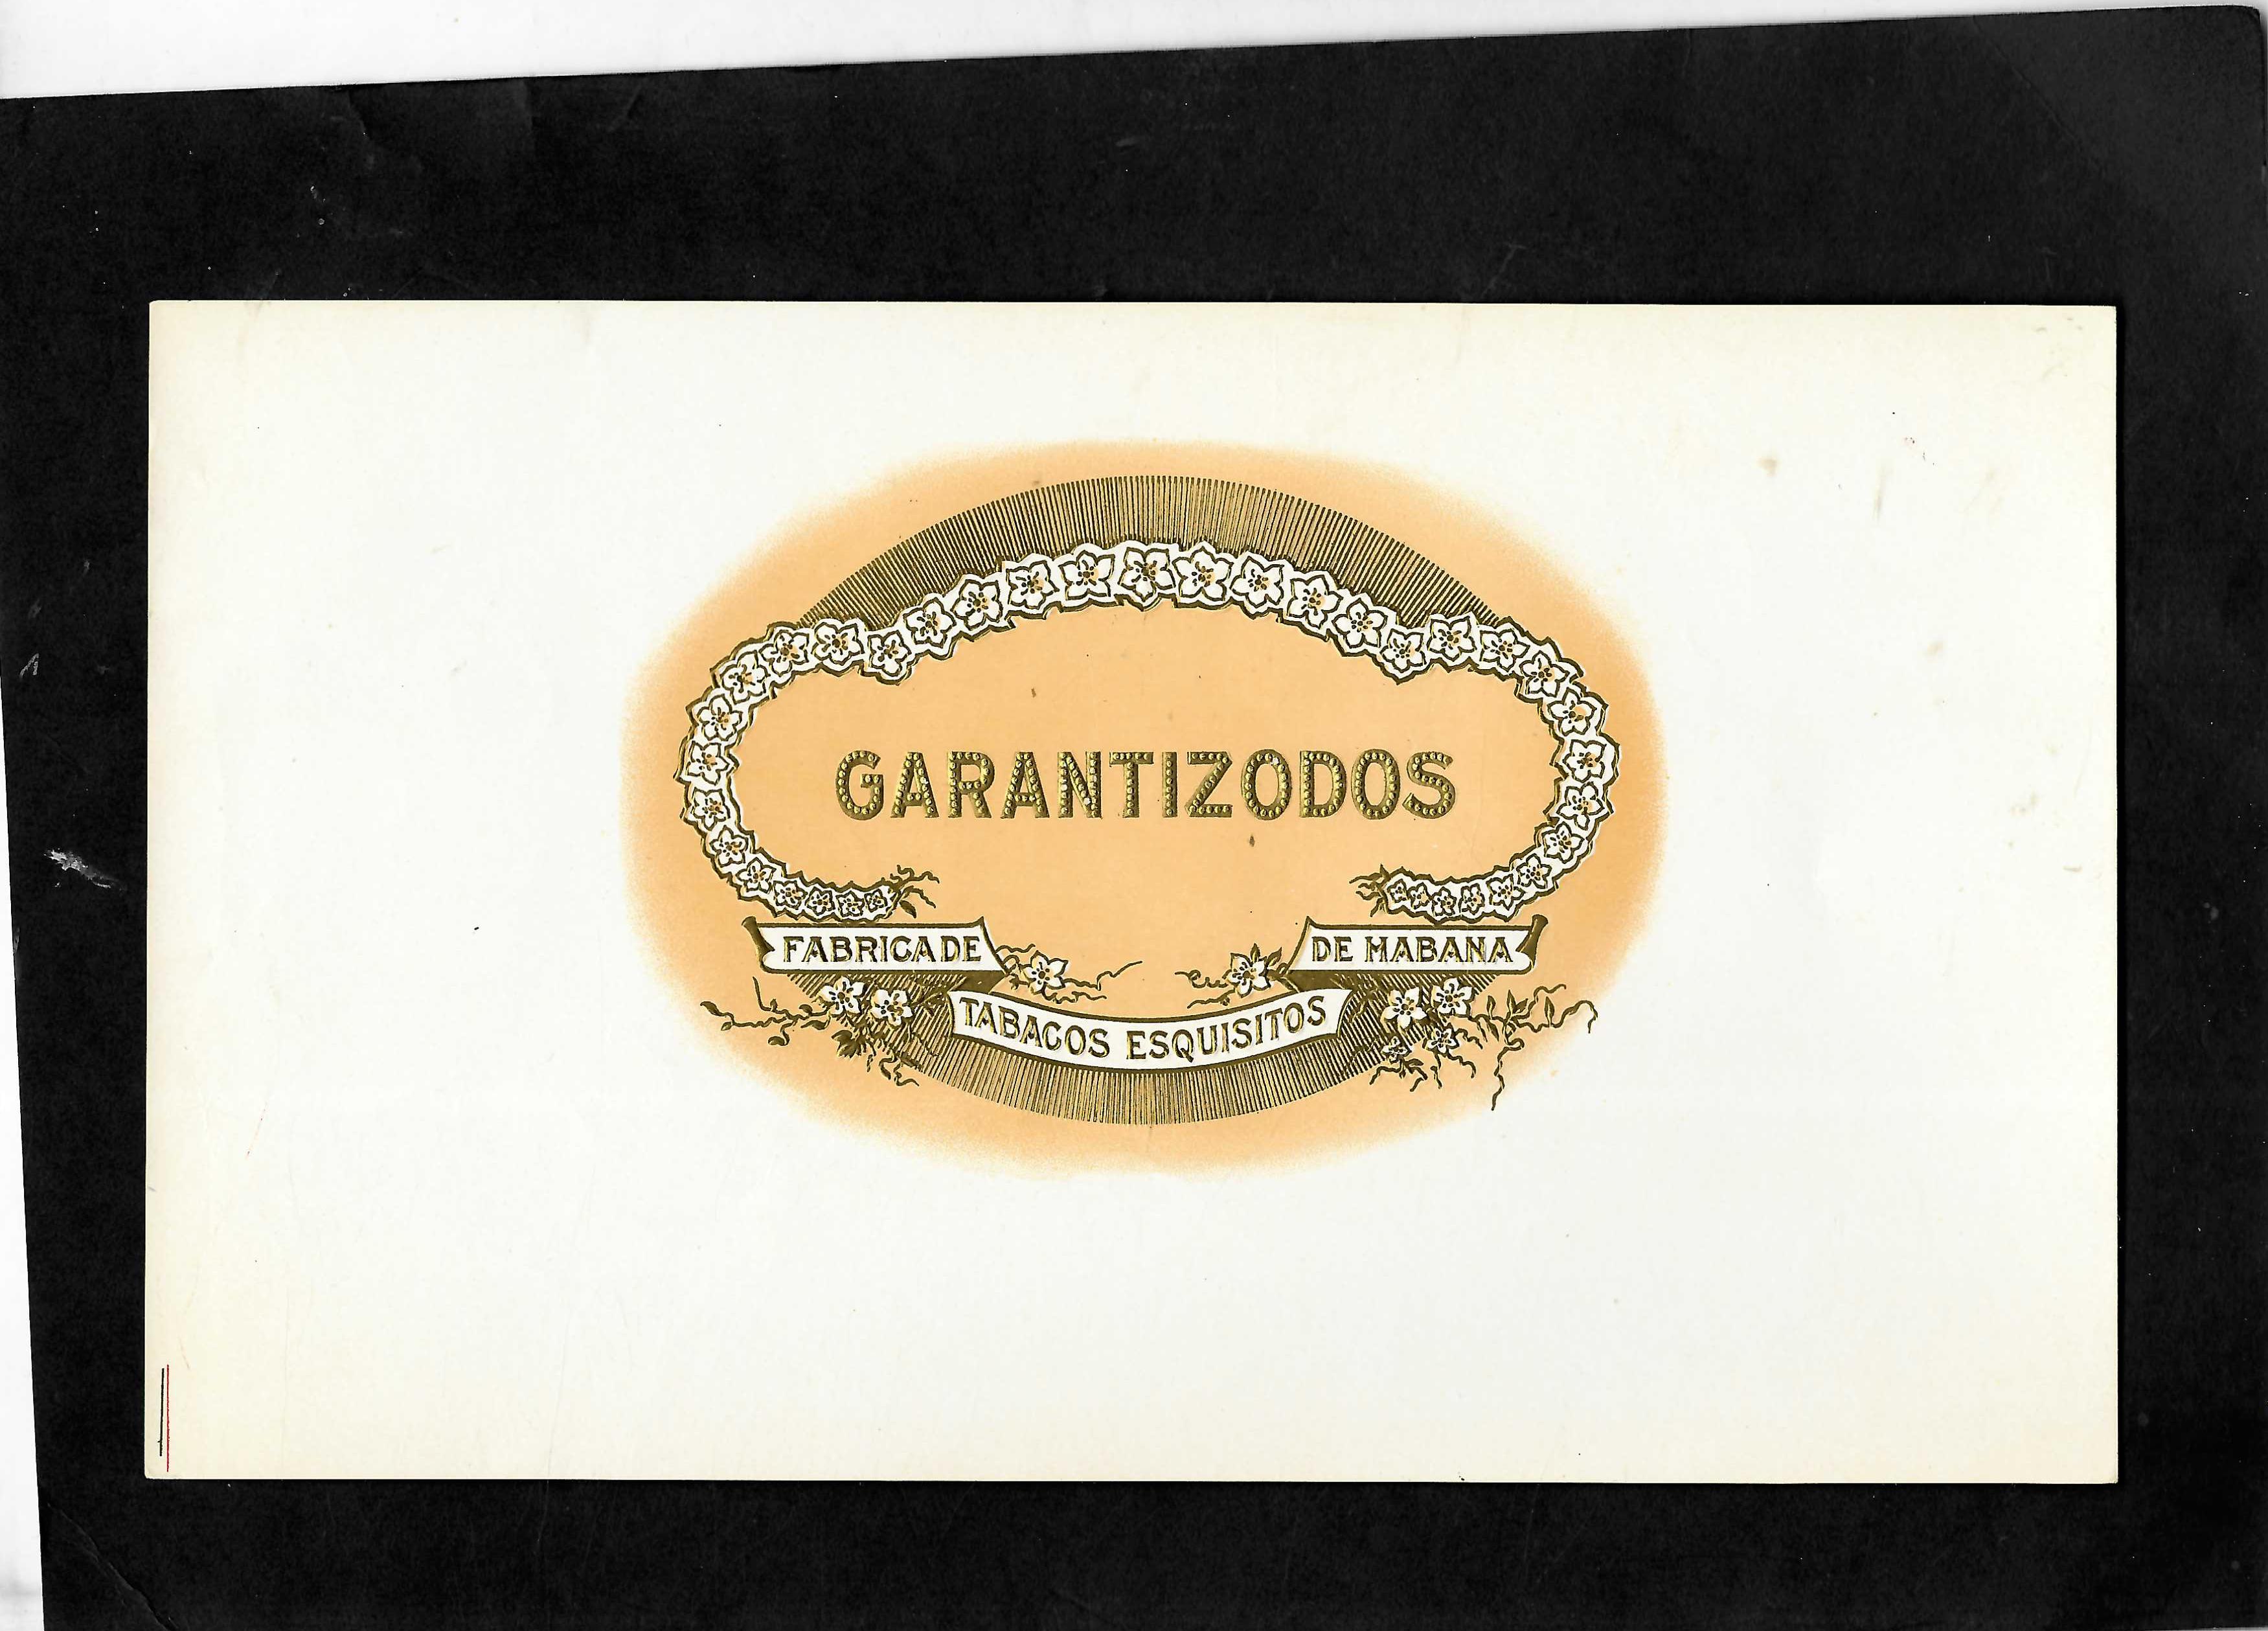 GARANTIZODOS
FABRICA DE
DE MABANA
TABACOS ESQUISITOS